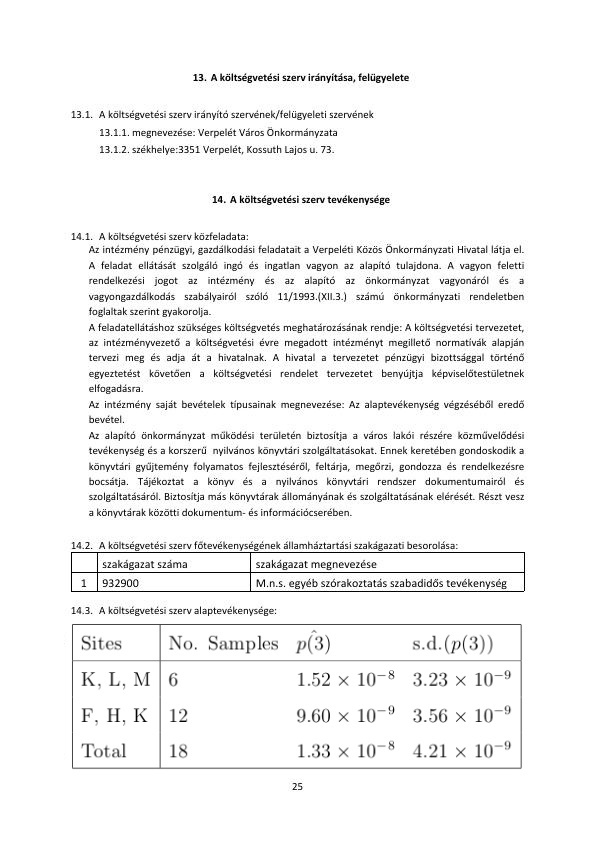 13. A költségvetési szerv irányítása, felügyelete
13.1. A költségvetési szerv irányító szervének/felügyeleti szervének
13.1.1. megnevezése: Verpelét Város Önkormányzata
13.1.2. székhelye:3351 Verpelét, Kossuth Lajos u. 73.
14. A költségvetési szerv tevékenysége
14.1. A költségvetési szerv közfeladata:
Az intézmény pénzügyi, gazdálkodási feladatait a Verpeléti Közös Önkormányzati Hivatal látja el.
A feladat ellátását szolgáló ingó és ingatlan vagyon az alapító tulajdona. A vagyon feletti
rendelkezési jogot az intézmény és az alapító az önkormányzat vagyonáról és a
vagyongazdálkodás szabályairól szóló 11/1993.(XII.3.) számú önkormányzati rendeletben
foglaltak szerint gyakorolja.
A feladatellátáshoz szükséges költségvetés meghatározásának rendje: A költségvetési tervezetet,
az intézményvezető a költségvetési évre megadott intézményt megillető normatívák alapján
tervezi meg és adja át a hivatalnak. A hivatal a tervezetet pénzügyi bizottsággal történő
egyeztetést követően a költségvetési rendelet tervezetet benyújtja képviselőtestületnek
elfogadásra.
Az intézmény saját bevételek típusainak megnevezése: Az alaptevékenység végzéséből eredő
bevétel.
Az alapító önkormányzat működési területén biztosítja a város lakói részére közművelődési
tevékenység és a korszerű nyilvános könyvtári szolgáltatásokat. Ennek keretében gondoskodik a
könyvtári gyűjtemény folyamatos fejlesztéséről, feltárja, megőrzi, gondozza és rendelkezésre
bocsátja. Tájékoztat a könyv és a nyilvános könyvtári rendszer dokumentumairól és
szolgáltatásáról. Biztosítja más könyvtárak állományának és szolgáltatásának elérését. Részt vesz
a könyvtárak közötti dokumentum- és információcserében.
14.2. A költségvetési szerv főtevékenységének államháztartási szakágazati besorolása:
szakágazat száma szakágazat megnevezése
1 932900 M.n.s. egyéb szórakoztatás szabadidős tevékenység
14.3. A költségvetési szerv alaptevékenysége:
Sites No. Samples p(̂3) s.d.(p(3))
K, L, M 6 1.52 × 10⁻⁸ 3.23 × 10⁻⁹
F, H, K 12 9.60 × 10⁻⁹ 3.56 × 10⁻⁹
Total 18 1.33 × 10⁻⁸ 4.21 × 10⁻⁹
25